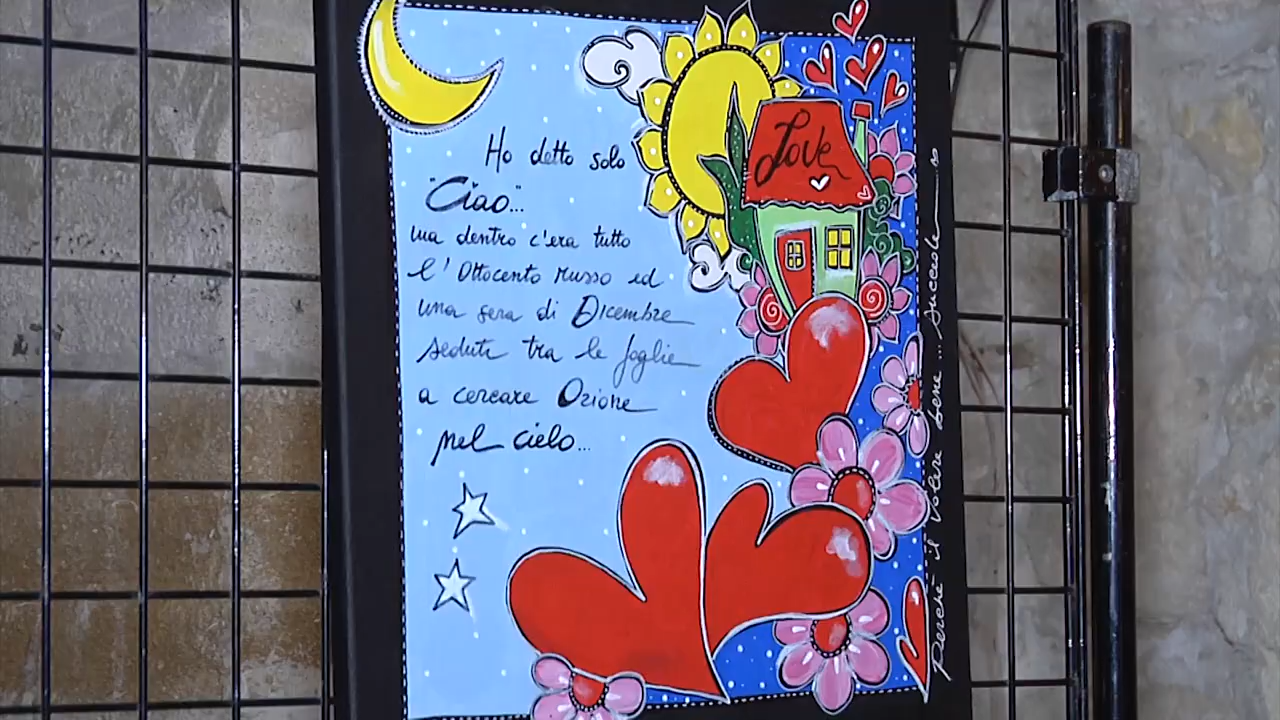 Ho detto solo
"Ciao"...
ma dentro c'era tutto
l'Ottocento russo ed
una sera di Dicembre
seduti tra le foglie
a cercare Orione
nel cielo...
Love
Perché il volersi bene... succede...